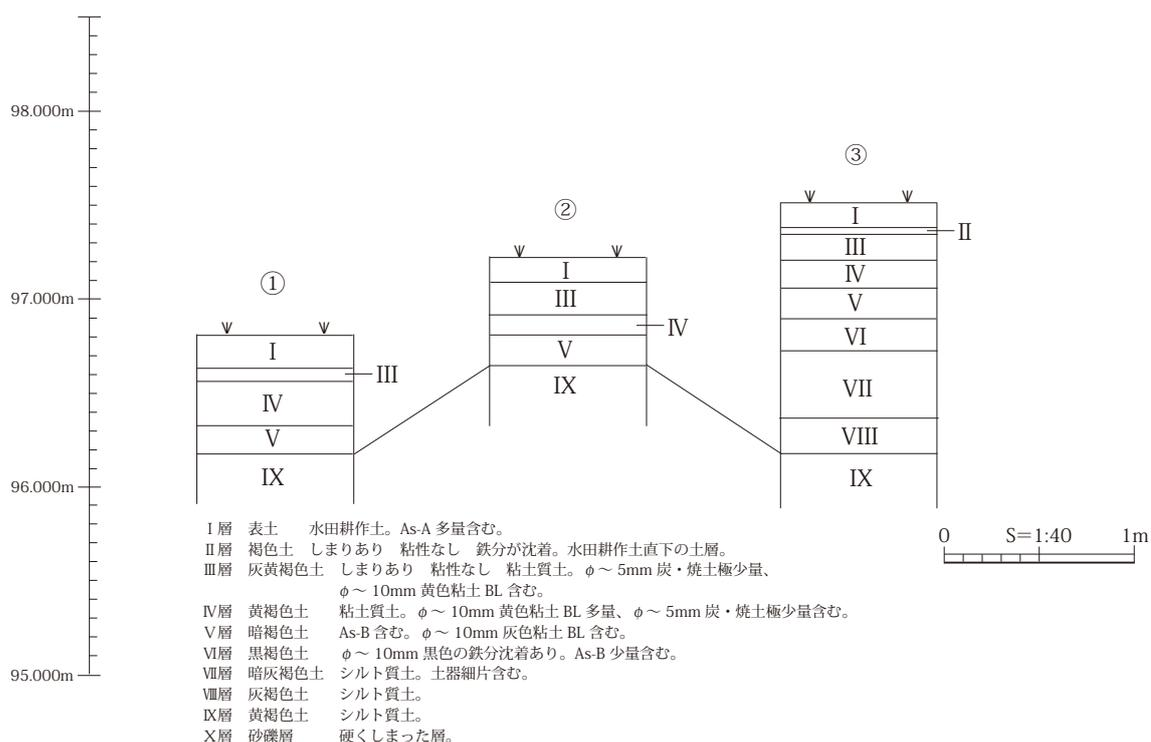 98.000m
97.000m
96.000m
95.000m
①
I
III
IV
V
IX
②
I
III
IV
V
IX
③
I
II
III
IV
V
VI
VII
VIII
IX
0 S=1:40 1m
Ⅰ層 表土 水田耕作土。As-A 多量含む。
Ⅱ層 褐色土 しまりあり 粘性なし 鉄分が沈着。水田耕作土直下の土層。
Ⅲ層 灰黄褐色土 しまりあり 粘性なし 粘土質土。φ～ 5mm 炭・焼土極少量、
φ～ 10mm 黄色粘土 BL 含む。
Ⅳ層 黄褐色土 粘土質土。φ～ 10mm 黄色粘土 BL 多量、φ～ 5mm 炭・焼土極少量含む。
Ⅴ層 暗褐色土 As-B 含む。φ～ 10mm 灰色粘土 BL 含む。
Ⅵ層 黒褐色土 φ～ 10mm 黒色の鉄分沈着あり。As-B 少量含む。
Ⅶ層 暗灰褐色土 シルト質土。土器細片含む。
Ⅷ層 灰褐色土 シルト質土。
Ⅸ層 黄褐色土 シルト質土。
Ⅹ層 砂礫層 硬くしまった層。